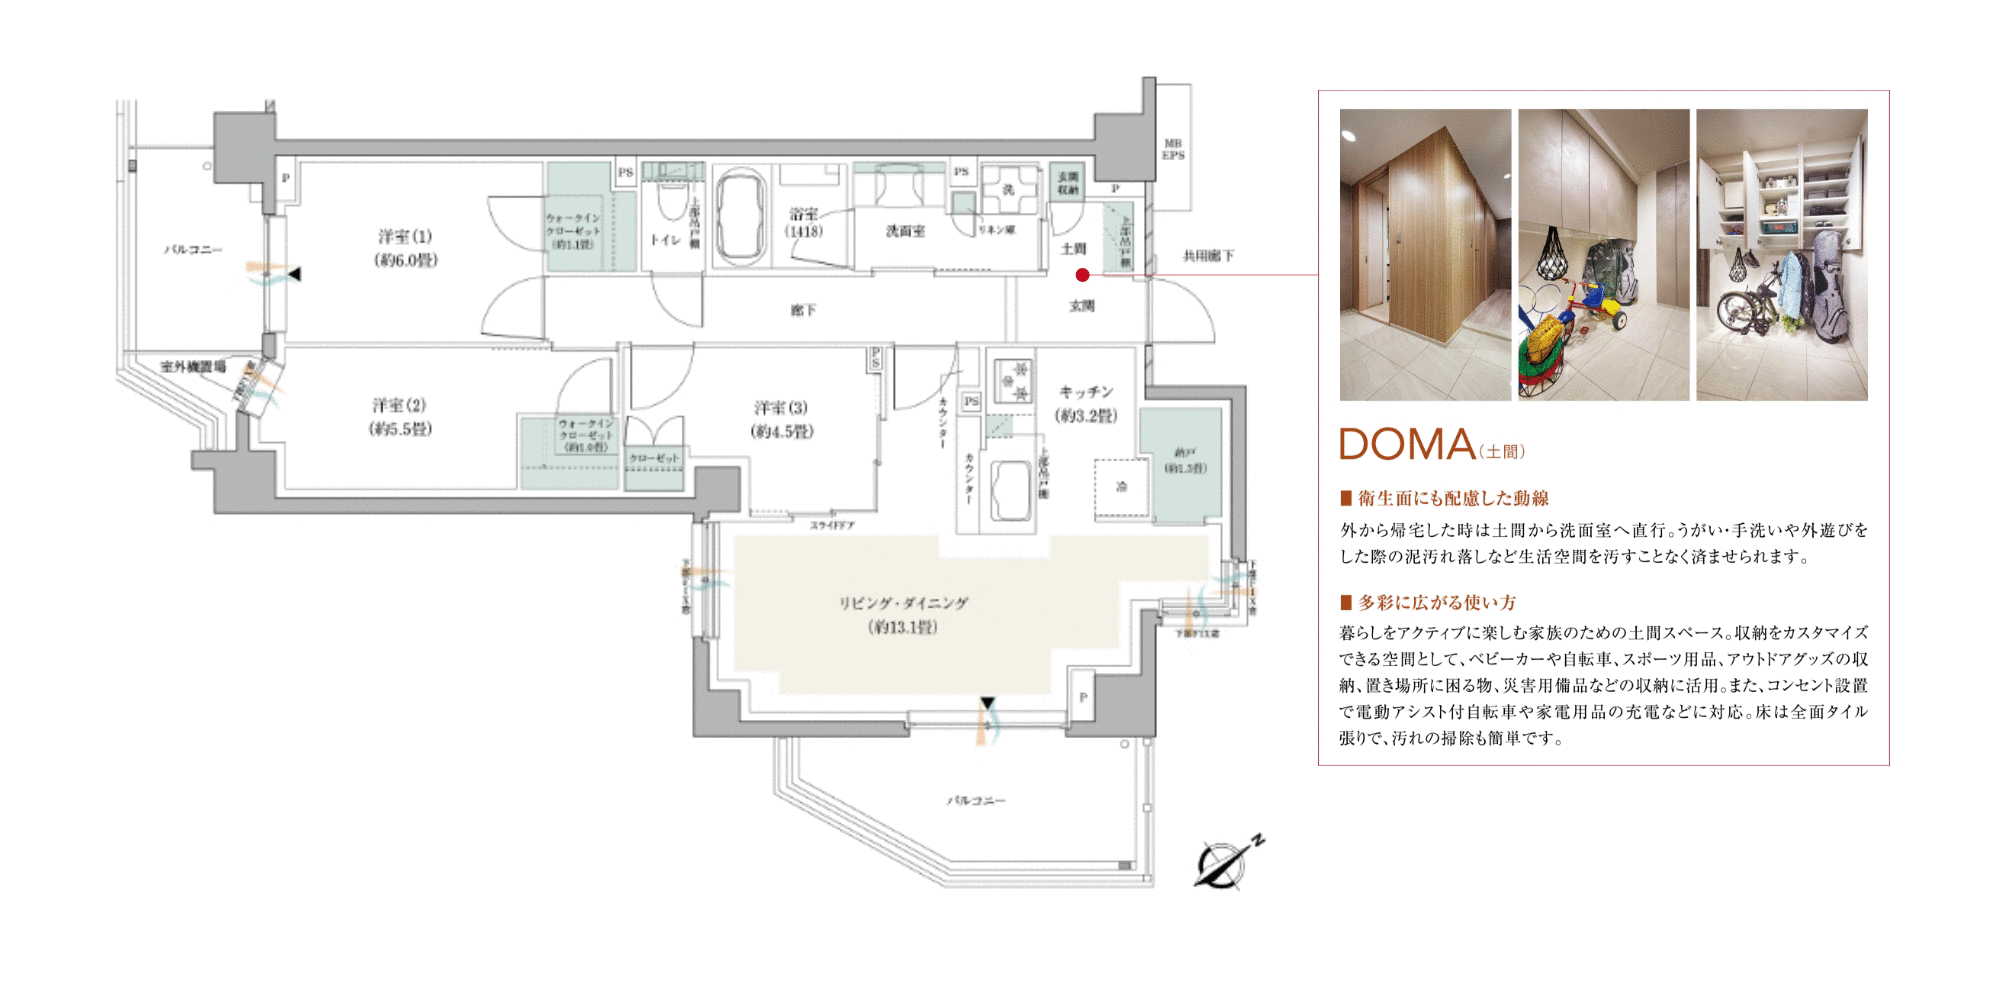 MB
EPS
P
PS
PS
玄関
収納
P
洗
上部吊戸棚
ウォークイン
クローゼット
(約1.1畳)
洋室(1)
(約6.0畳)
トイレ
浴室
(1418)
洗面室
リネン庫
土間
上部吊戸棚
共用廊下
バルコニー
廊下
玄関
室外機置場
洋室(2)
(約5.5畳)
ウォークイン
クローゼット
(約1.0畳)
クローゼット
洋室(3)
(約4.5畳)
PS
カウンター
PS
カウンター
キッチン
(約3.2畳)
上部吊戸棚
冷
納戸
(約1.3畳)
スライドドア
下部FIX窓
リビング・ダイニング
(約13.1畳)
下部FIX窓
下部FIX窓
P
バルコニー
N
DOMA(土間)
■ 衛生面にも配慮した動線
外から帰宅した時は土間から洗面室へ直行。うがい・手洗いや外遊びを
した際の泥汚れ落しなど生活空間を汚すことなく済ませられます。
■ 多彩に広がる使い方
暮らしをアクティブに楽しむ家族のための土間スペース。収納をカスタマイズ
できる空間として、ベビーカーや自転車、スポーツ用品、アウトドアグッズの収
納、置き場所に困る物、災害用備品などの収納に活用。また、コンセント設置
で電動アシスト付自転車や家電用品の充電などに対応。床は全面タイル
張りで、汚れの掃除も簡単です。